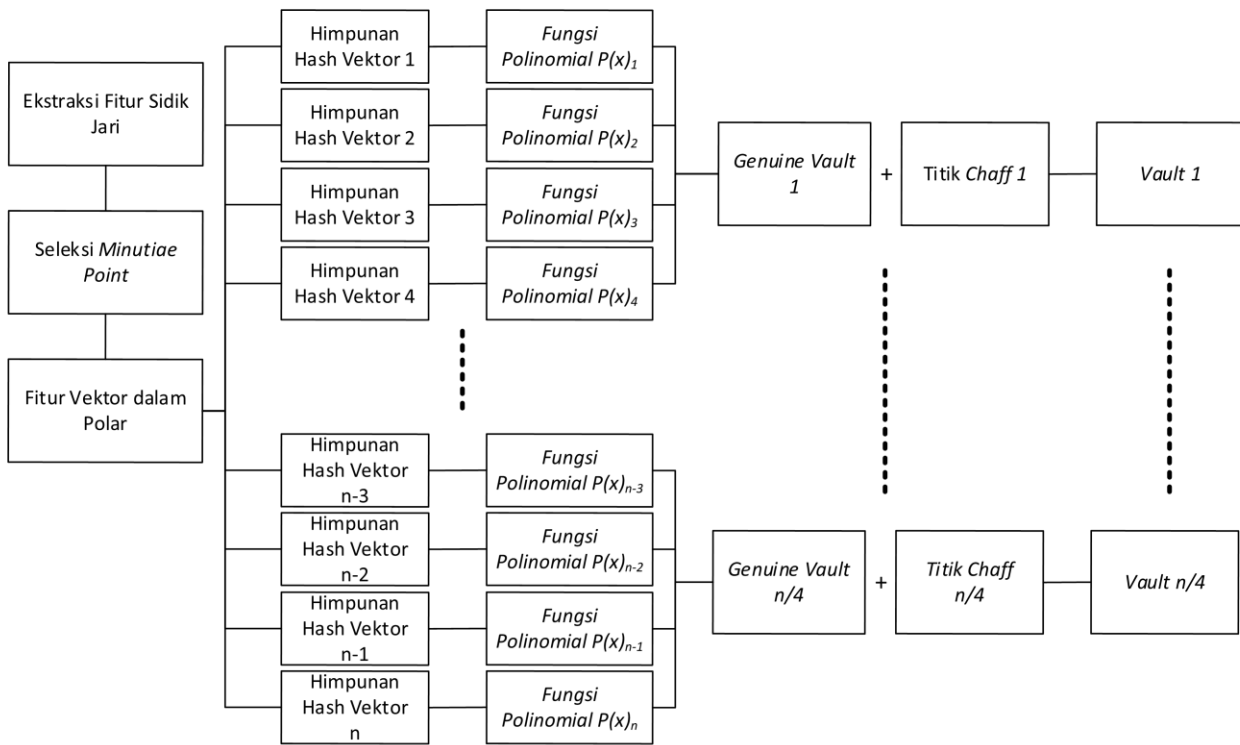 Ekstraksi Fitur Sidik
Jari
Seleksi Minutiae
Point
Fitur Vektor dalam
Polar
Himpunan
Hash Vektor 1
Himpunan
Hash Vektor 2
Himpunan
Hash Vektor 3
Himpunan
Hash Vektor 4
Himpunan
Hash Vektor
n-3
Himpunan
Hash Vektor
n-2
Himpunan
Hash Vektor
n-1
Himpunan
Hash Vektor
n
Fungsi
Polinomial P(x)₁
Fungsi
Polinomial P(x)₂
Fungsi
Polinomial P(x)₃
Fungsi
Polinomial P(x)₄
Fungsi
Polinomial P(x)ₙ₋₃
Fungsi
Polinomial P(x)ₙ₋₂
Fungsi
Polinomial P(x)ₙ₋₁
Fungsi
Polinomial P(x)ₙ
Genuine Vault
1
+
Titik Chaff 1
Vault 1
Genuine Vault
n/4
+
Titik Chaff
n/4
Vault n/4